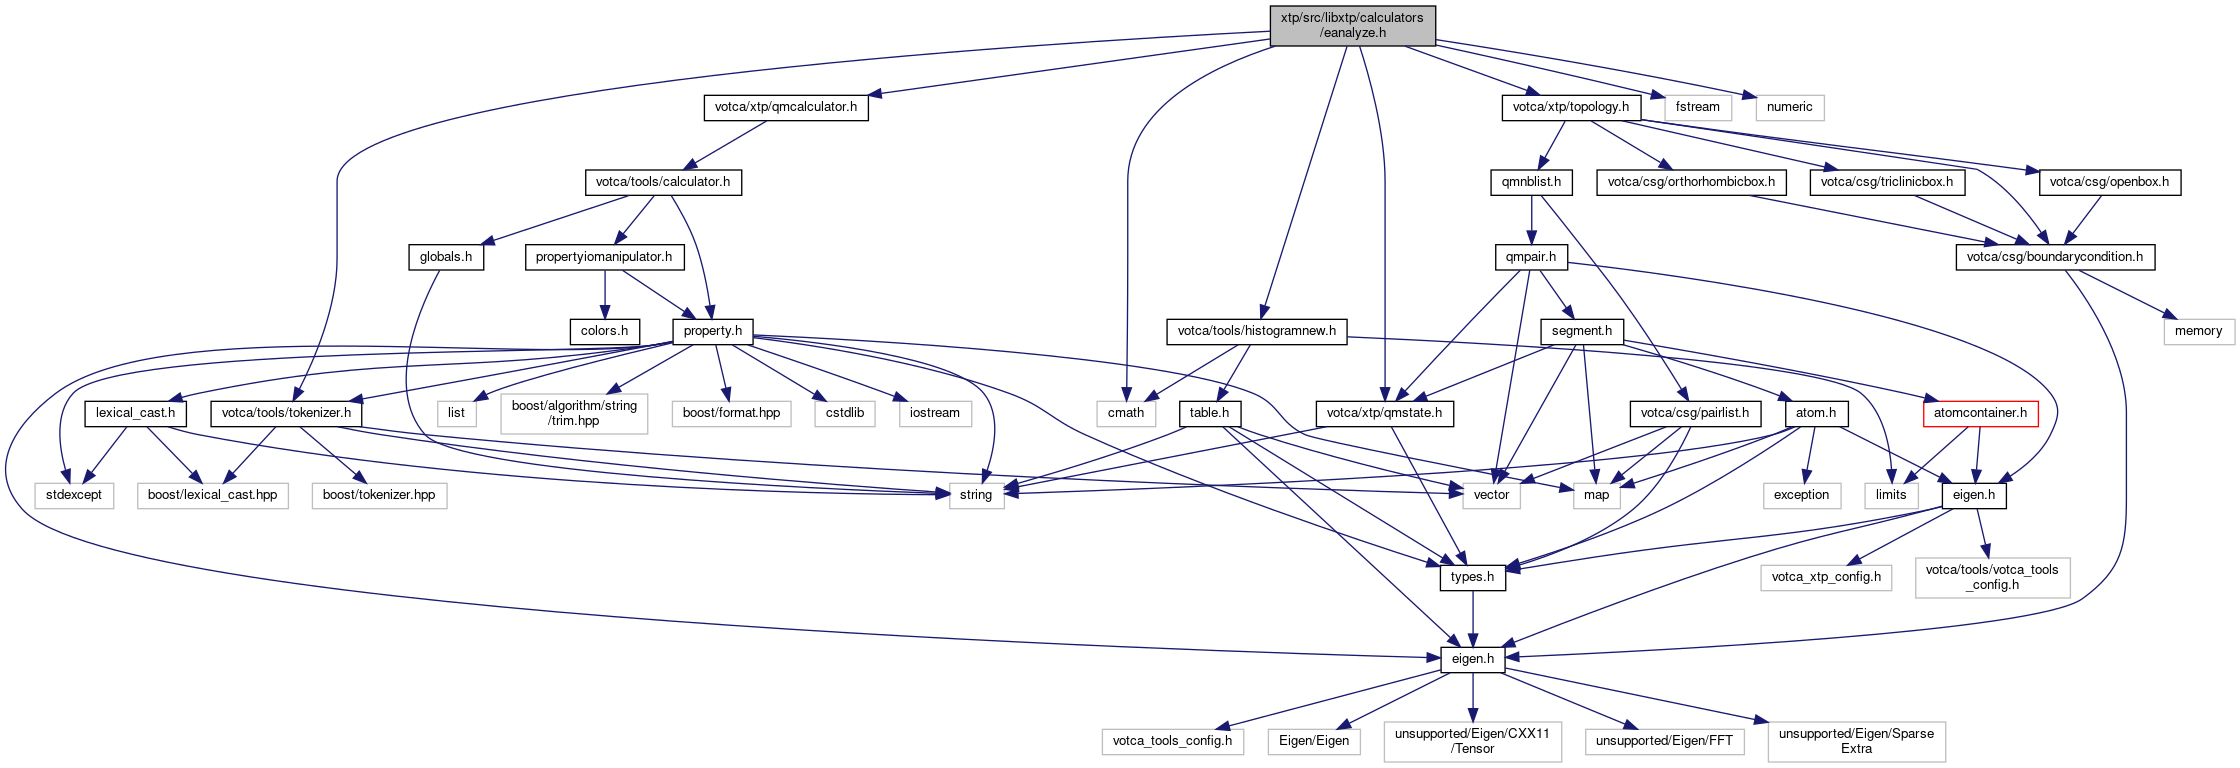 xtp/src/libxtp/calculators
/eanalyze.h
votca/xtp/qmcalculator.h
votca/xtp/topology.h
fstream
numeric
votca/tools/calculator.h
qmnblist.h
votca/csg/orthorhombicbox.h
votca/csg/triclinicbox.h
votca/csg/openbox.h
globals.h
propertyiomanipulator.h
qmpair.h
votca/csg/boundarycondition.h
colors.h
property.h
votca/tools/histogramnew.h
segment.h
memory
lexical_cast.h
votca/tools/tokenizer.h
list
boost/algorithm/string
/trim.hpp
boost/format.hpp
cstdlib
iostream
cmath
table.h
votca/xtp/qmstate.h
votca/csg/pairlist.h
atom.h
atomcontainer.h
stdexcept
boost/lexical_cast.hpp
boost/tokenizer.hpp
string
vector
map
exception
limits
eigen.h
types.h
votca_xtp_config.h
votca/tools/votca_tools
_config.h
eigen.h
votca_tools_config.h
Eigen/Eigen
unsupported/Eigen/CXX11
/Tensor
unsupported/Eigen/FFT
unsupported/Eigen/Sparse
Extra